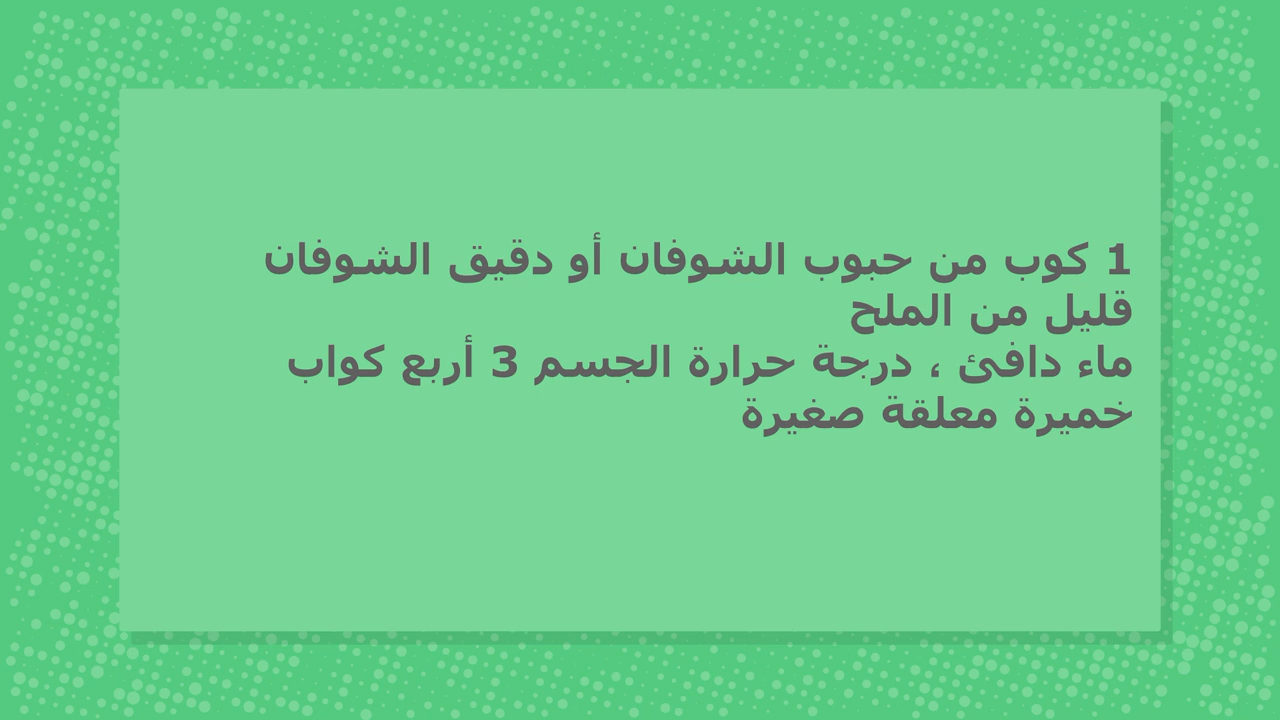 1 كوب من حبوب الشوفان أو دقيق الشوفان
قليل من الملح
ماء دافئ ، درجة حرارة الجسم 3 أربع كواب
خميرة معلقة صغيرة